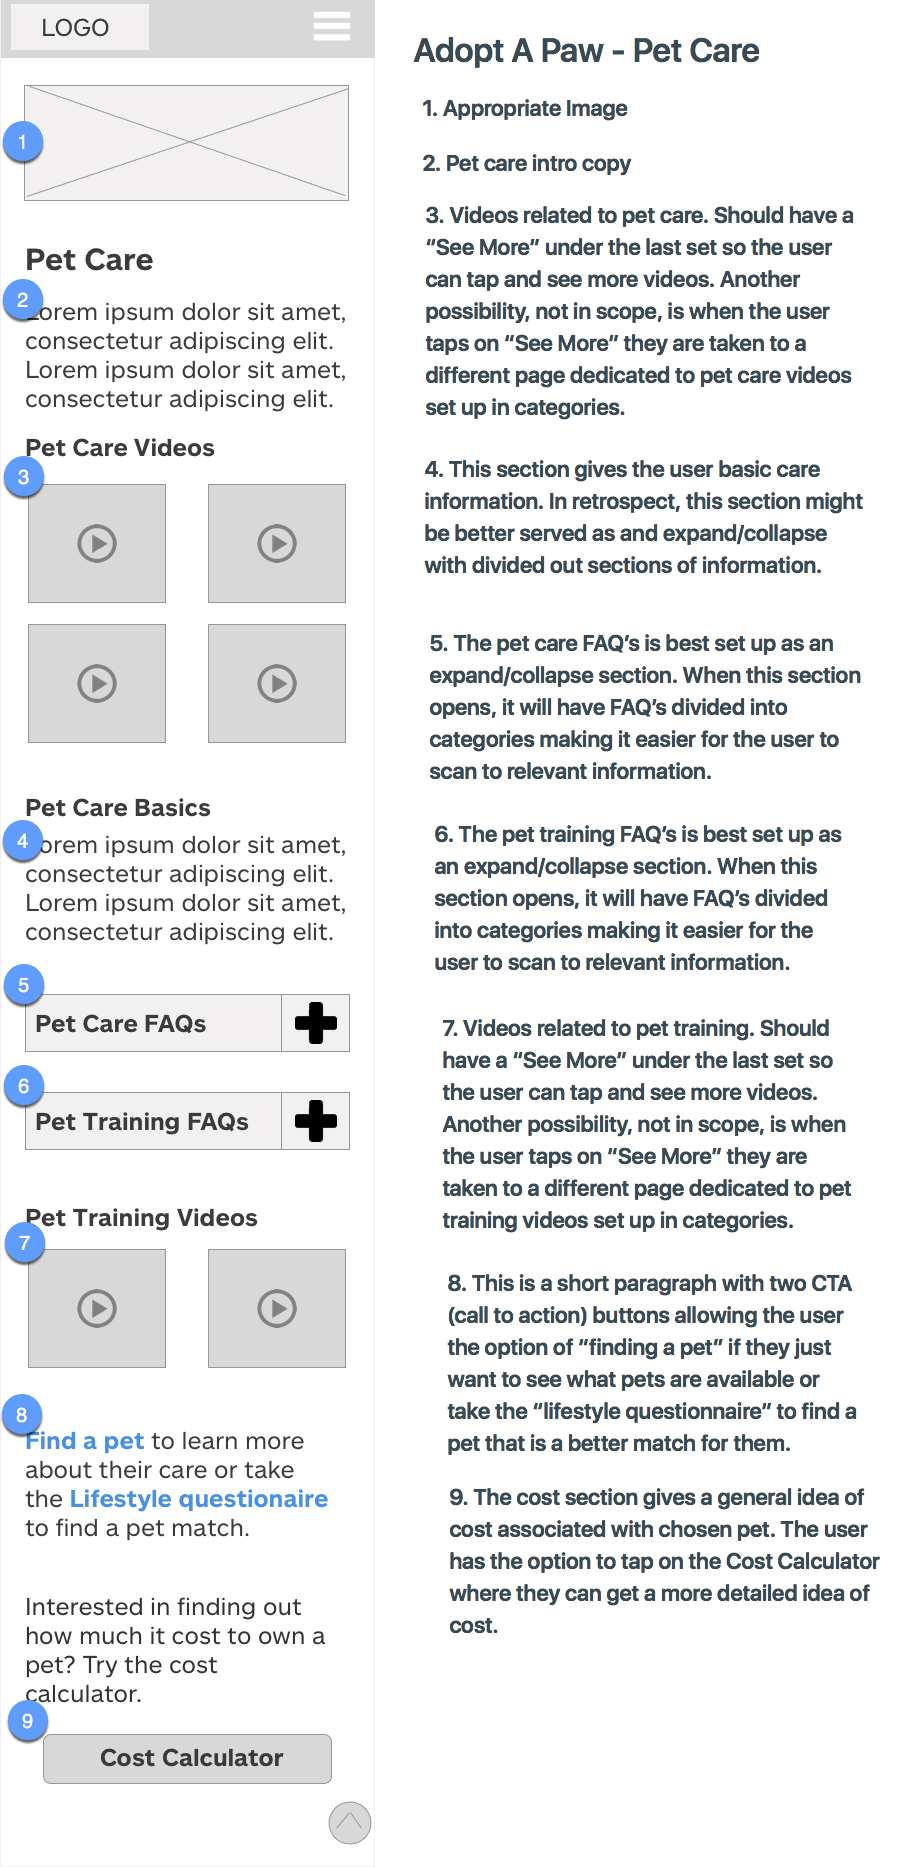 LOGO
1
Pet Care
2
Lorem ipsum dolor sit amet,
consectetur adipiscing elit.
Lorem ipsum dolor sit amet,
consectetur adipiscing elit.
Pet Care Videos
3
Pet Care Basics
4
Lorem ipsum dolor sit amet,
consectetur adipiscing elit.
Lorem ipsum dolor sit amet,
consectetur adipiscing elit.
5
Pet Care FAQs
6
Pet Training FAQs
Pet Training Videos
7
8
Find a pet to learn more
about their care or take
the Lifestyle questionaire
to find a pet match.
Interested in finding out
how much it cost to own a
pet? Try the cost
calculator.
9
Cost Calculator
Adopt A Paw - Pet Care
1. Appropriate Image
2. Pet care intro copy
3. Videos related to pet care. Should have a
“See More” under the last set so the user
can tap and see more videos. Another
possibility, not in scope, is when the user
taps on “See More” they are taken to a
different page dedicated to pet care videos
set up in categories.
4. This section gives the user basic care
information. In retrospect, this section might
be better served as and expand/collapse
with divided out sections of information.
5. The pet care FAQ’s is best set up as an
expand/collapse section. When this section
opens, it will have FAQ’s divided into
categories making it easier for the user to
scan to relevant information.
6. The pet training FAQ’s is best set up as
an expand/collapse section. When this
section opens, it will have FAQ’s divided
into categories making it easier for the
user to scan to relevant information.
7. Videos related to pet training. Should
have a “See More” under the last set so
the user can tap and see more videos.
Another possibility, not in scope, is when
the user taps on “See More” they are
taken to a different page dedicated to pet
training videos set up in categories.
8. This is a short paragraph with two CTA
(call to action) buttons allowing the user
the option of “finding a pet” if they just
want to see what pets are available or
take the “lifestyle questionnaire” to find a
pet that is a better match for them.
9. The cost section gives a general idea of
cost associated with chosen pet. The user
has the option to tap on the Cost Calculator
where they can get a more detailed idea of
cost.